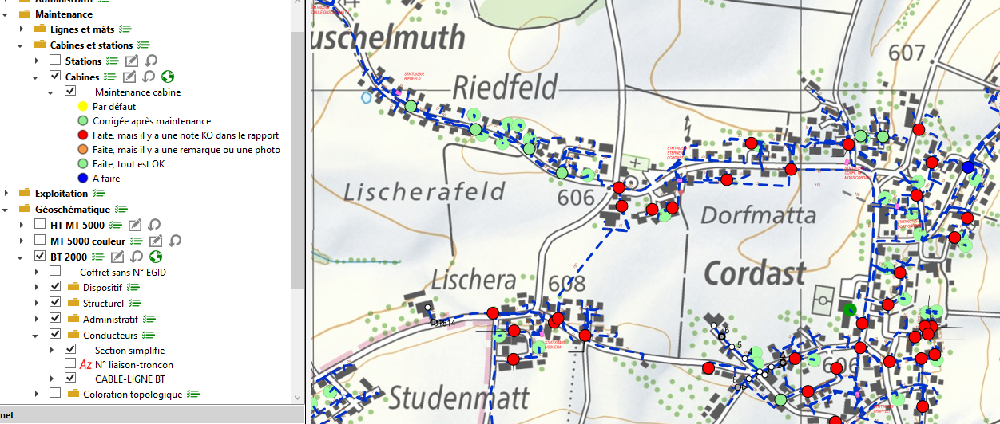 Administratif
Maintenance
Lignes et mâts
Cabines et stations
Stations
Cabines
Maintenance cabine
Par défaut
Corrigée après maintenance
Faite, mais il y a une note KO dans le rapport
Faite, mais il y a une remarque ou une photo
Faite, tout est OK
A faire
Exploitation
Géoschématique
HT MT 5000
MT 5000 couleur
BT 2000
Coffret sans N° EGID
Dispositif
Structurel
Administratif
Conducteurs
Section simplifie
Az N° liaison-troncon
CABLE-LIGNE BT
Coloration topologique
net
uschelmuth
607
Riedfeld
Lischerafeld
606
Dorfmatta
Cordast
Lischera
608
Studenmatt